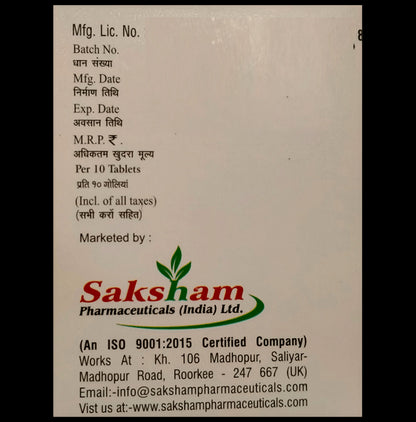 Mfg. Lic. No.
Batch No.
धान संख्या
Mfg. Date
निर्माण तिथि
Exp. Date
अवसान तिथि
M.R.P. ₹ .
अधिकतम खुदरा मूल्य
Per 10 Tablets
प्रति १० गोलियां
(Incl. of all taxes)
(सभी करों सहित)
Marketed by :
Saksham
Pharmaceuticals (India) Ltd.
(An ISO 9001:2015 Certified Company)
Works At : Kh. 106 Madhopur, Saliyar-
Madhopur Road, Roorkee - 247 667 (UK)
Email:-info@sakshampharmaceuticals.com
Vist us at:-www.sakshampharmaceuticals.com